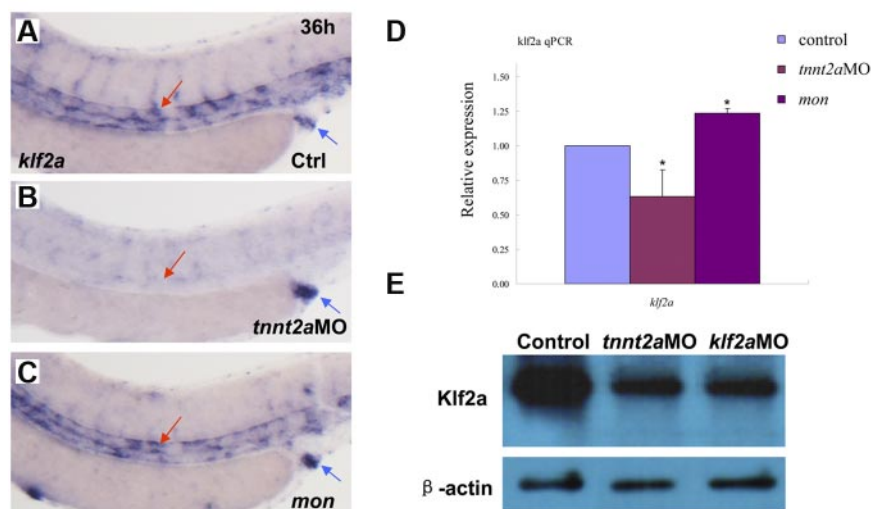 A
36h
klf2a
Ctrl
B
tnnt2aMO
C
mon
D
klf2a qPCR
control
tnnt2aMO
mon
Relative expression
1.50
1.25
1.00
0.75
0.50
0.25
0.00
*
*
klf2a
E
Control tnnt2aMO klf2aMO
Klf2a
β -actin